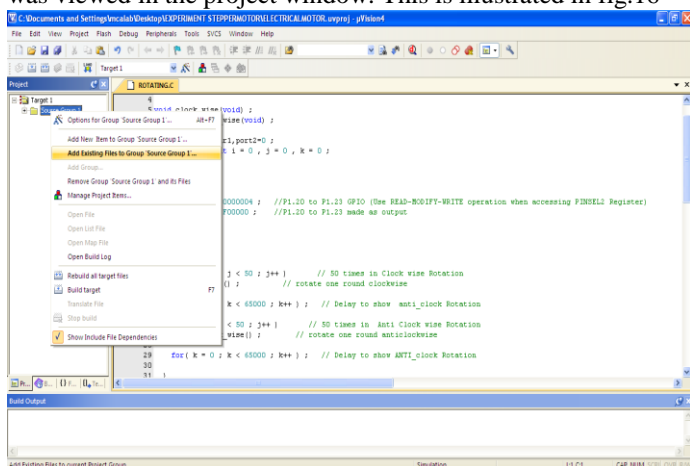 was viewed in the project window. This is illustrated in fig.18
C:\Documents and Settings\mcalab\Desktop\EXPERIMENT STEPPERMOTOR\ELECTRICALMOTOR.uvproj - µVision4
File Edit View Project Flash Debug Peripherals Tools SVCS Window Help
Target 1
Project
ROTATING.C
Target 1
Source Group 1
4
5 void clock_wise(void) ;
wise(void) ;
r1,port2=0 ;
t i = 0 , j = 0 , k = 0 ;
Options for Group 'Source Group 1'... Alt+F7
Add New Item to Group 'Source Group 1'...
Add Existing Files to Group 'Source Group 1'...
Add Group...
Remove Group 'Source Group 1' and its Files
Manage Project Items...
Open File
Open List File
Open Map File
Open Build Log
Rebuild all target files
Build target F7
Translate File
Stop build
Show Include File Dependencies
00000D4 ; //P1.20 to P1.23 GPIO (Use READ-MODIFY-WRITE operation when accessing PINSEL2 Register)
F00000 ; //P1.20 to P1.23 made as output
j < 50 ; j++ ) // 50 times in Clock wise Rotation
() ; // rotate one round clockwise
k < 65000 ; k++ ) ; // Delay to show anti_clock Rotation
< 50 ; j++ ) // 50 times in Anti Clock wise Rotation
_wise() ; // rotate one round anticlockwise
29 for( k = 0 ; k < 65000 ; k++ ) ; // Delay to show ANTI_clock Rotation
30
31 }
Build Output
Add Existing Files to current Project Group
Simulation
L:1 C:1
CAP NUM SCRL OVR